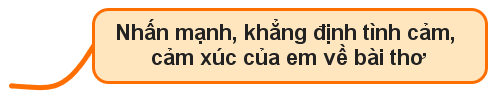 Nhấn mạnh, khẳng định tình cảm,
cảm xúc của em về bài thơ